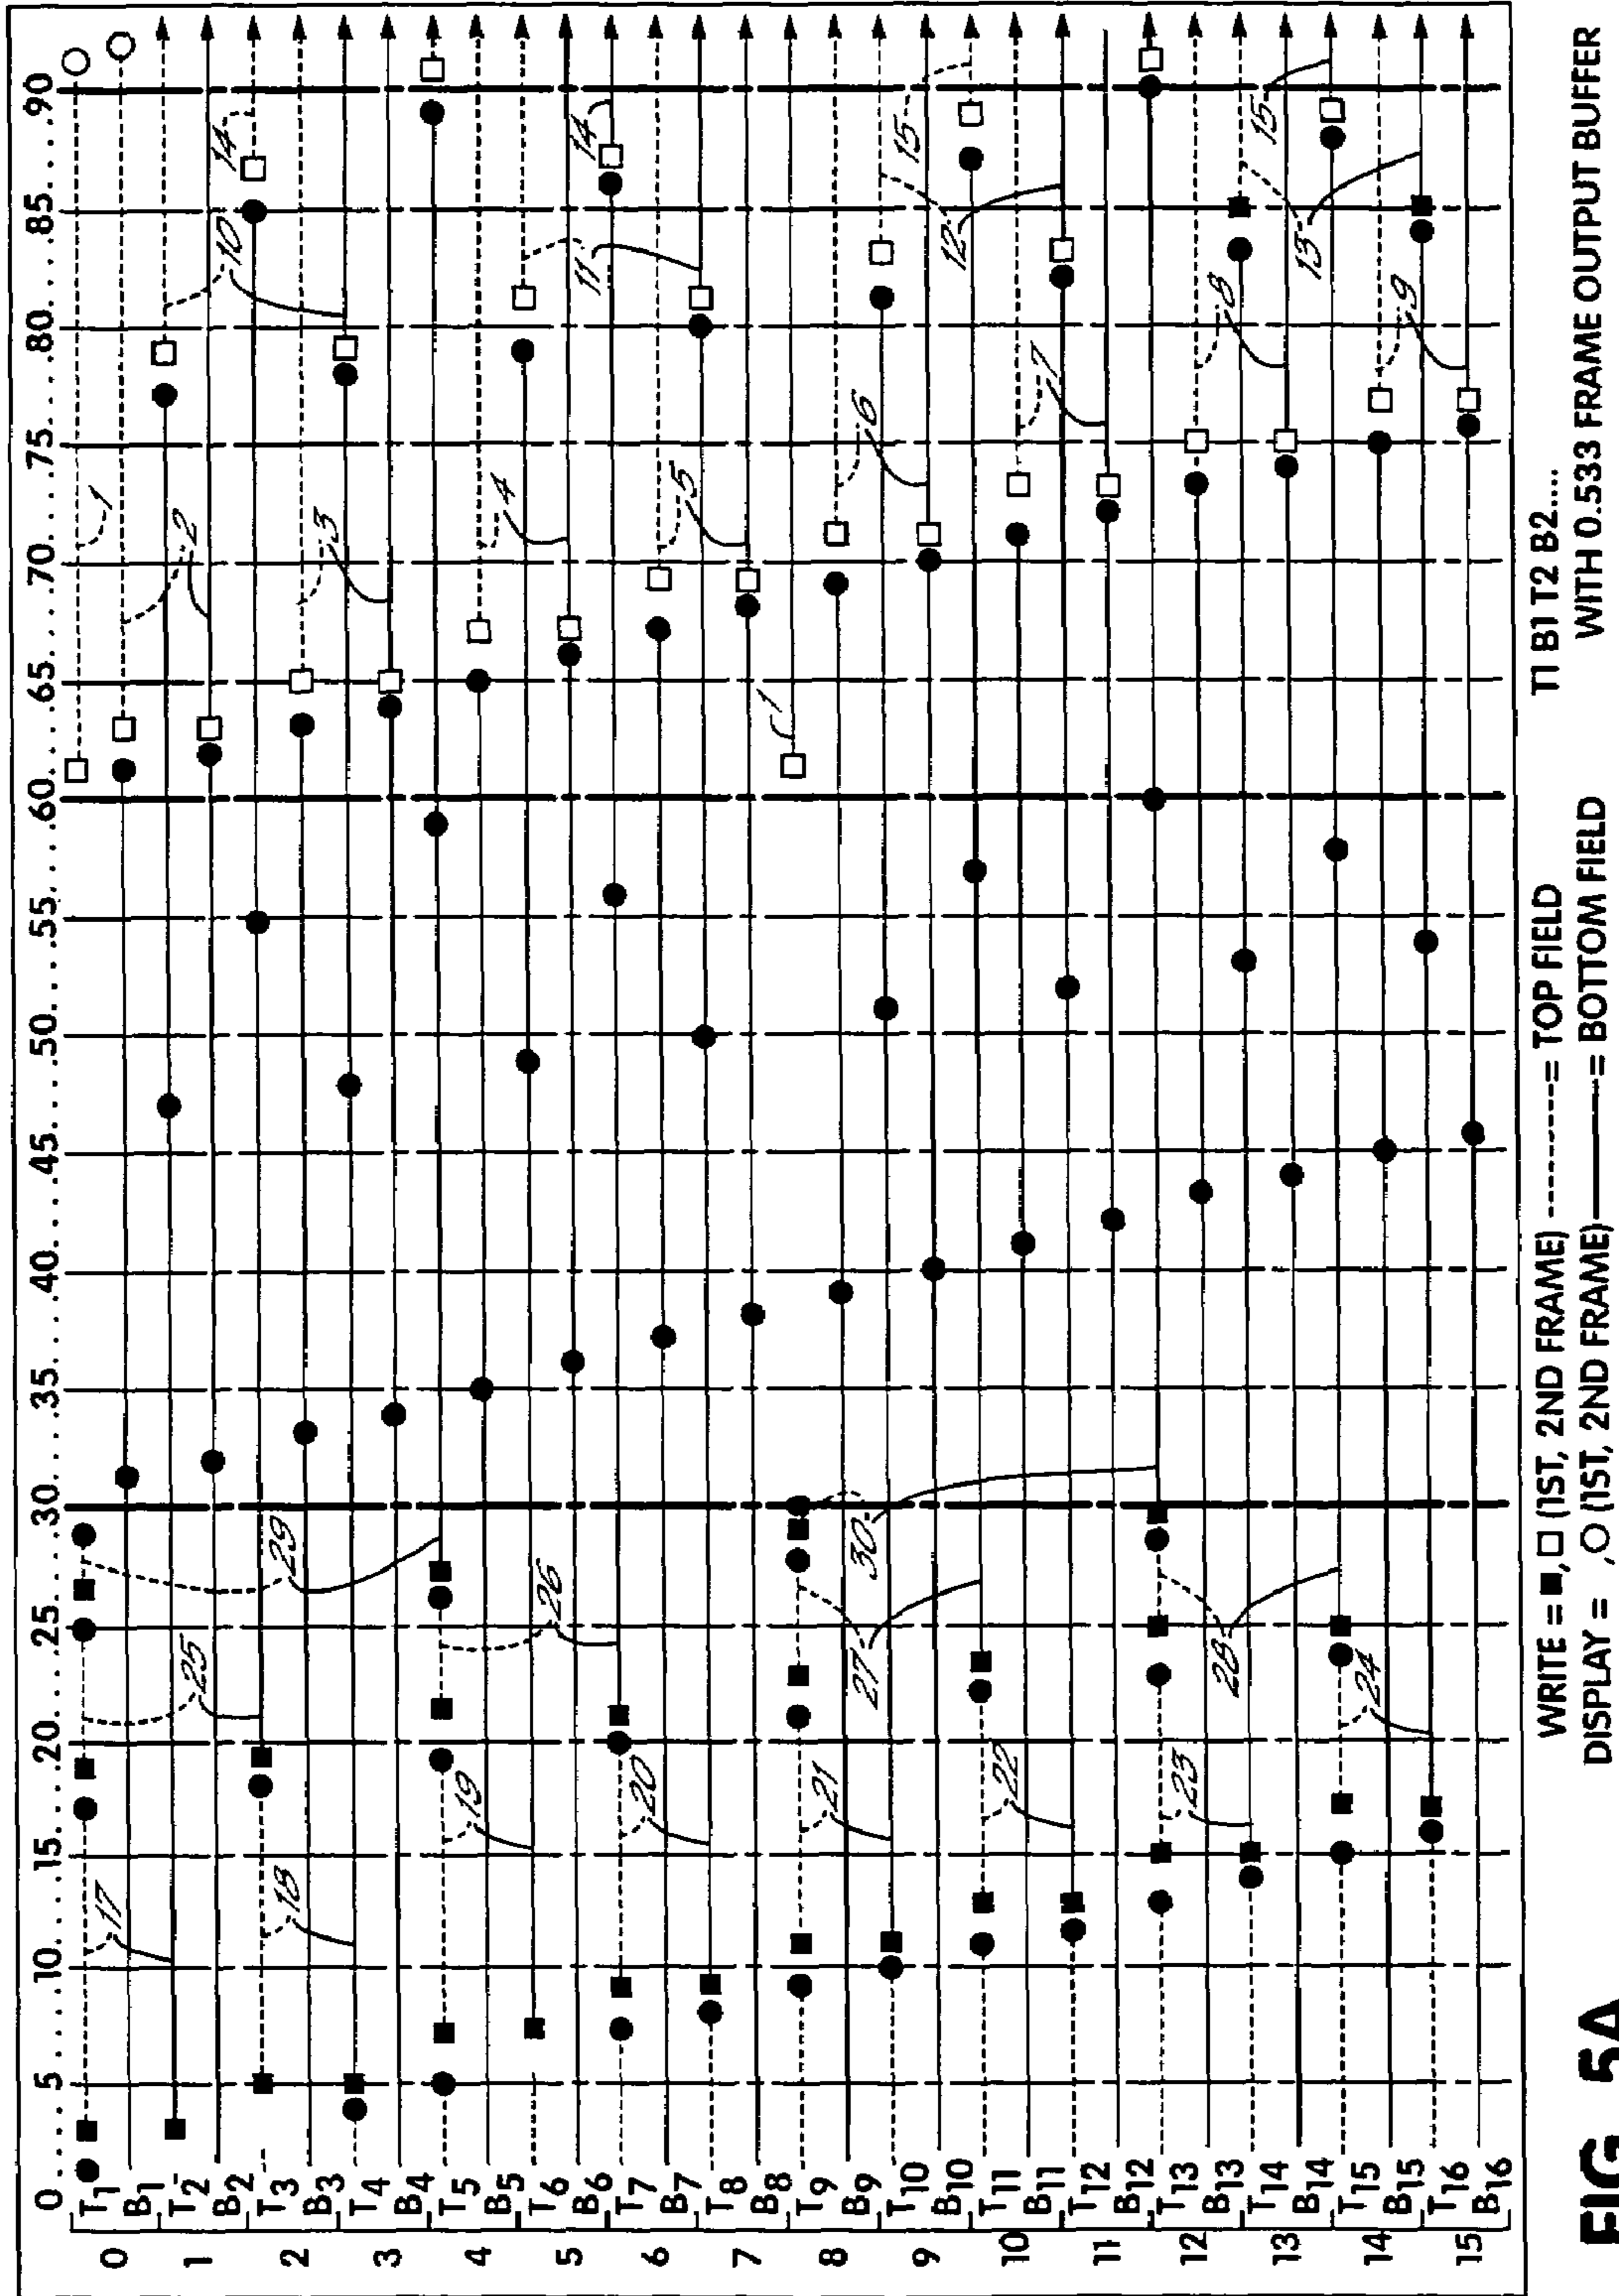 0 . . . . 5 . . . . 10 . . . . 15 . . . . 20 . . . . 25 . . . . 30 . . . . 35 . . . . 40 . . . . 45 . . . . 50 . . . . 55 . . . . 60 . . . . 65 . . . . 70 . . . . 75 . . . . 80 . . . . 85 . . . . 90
0 T1
B1
1 T2
B2
2 T3
B3
3 T4
B4
4 T5
B5
5 T6
B6
6 T7
B7
7 T8
B8
8 T9
B9
9 T10
B10
10 T11
B11
11 T12
B12
12 T13
B13
13 T14
B14
14 T15
B15
15 T16
B16
17 25 29 2 1 10 14
18 3
19 26 4 11 14
20 5
21 27 30 1 6 12 15
22 7
23 28 8 13 15
24 9
WRITE = ■, □ (1ST, 2ND FRAME) -------= TOP FIELD
T1 B1 T2 B2....
DISPLAY = , ○ (1ST, 2ND FRAME)———= BOTTOM FIELD
WITH 0.533 FRAME OUTPUT BUFFER
FIG 5A